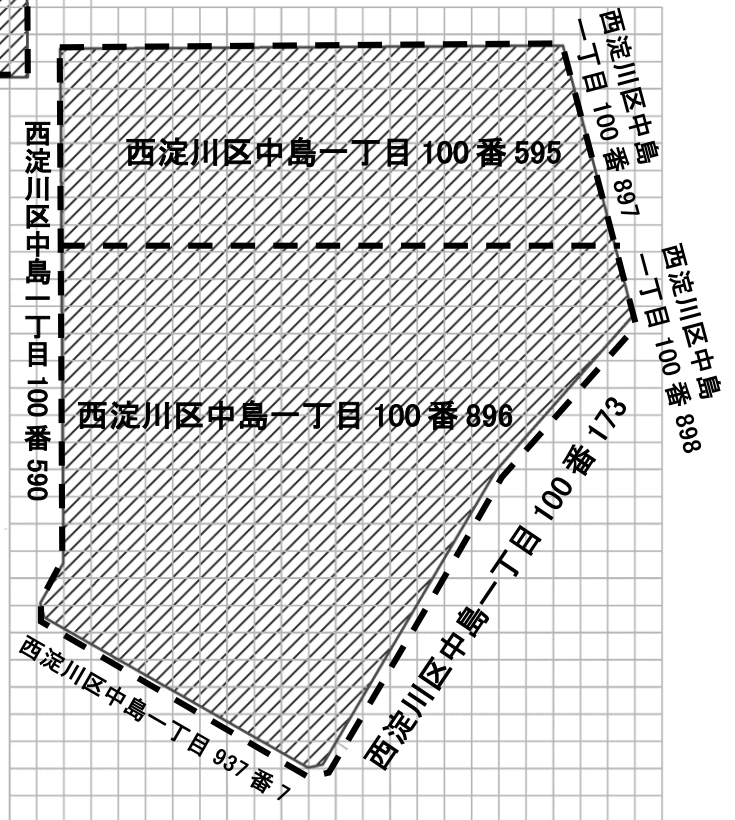 西淀川区中島
一丁目 100 番 897
西淀川区中島一丁目 100 番 595
西淀川区中島一丁目 100 番 590
西淀川区中島
一丁目 100 番 898
西淀川区中島一丁目 100 番 896
西淀川区中島一丁目 100 番 173
西淀川区中島一丁目 937 番 7